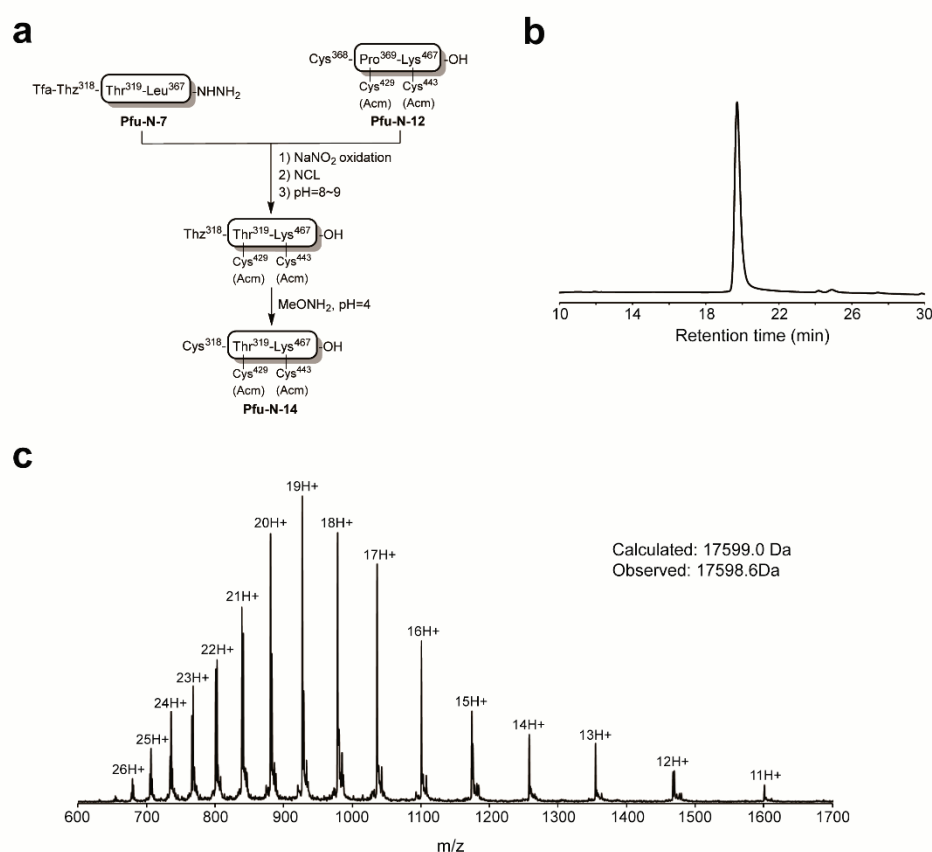 a
Cys³⁶⁸-Pro³⁶⁹-Lys⁴⁶⁷-OH
Tfa-Thz³¹⁸-Thr³¹⁹-Leu³⁶⁷-NHNH₂
Cys⁴²⁹ Cys⁴⁴³
(Acm) (Acm)
Pfu-N-7
Pfu-N-12
1) NaNO₂ oxidation
2) NCL
3) pH=8~9
Thz³¹⁸-Thr³¹⁹-Lys⁴⁶⁷-OH
Cys⁴²⁹ Cys⁴⁴³
(Acm) (Acm)
MeONH₂, pH=4
Cys³¹⁸-Thr³¹⁹-Lys⁴⁶⁷-OH
Cys⁴²⁹ Cys⁴⁴³
(Acm) (Acm)
Pfu-N-14
b
10 14 18 22 26 30
Retention time (min)
c
26H+
25H+
24H+
23H+
22H+
21H+
20H+
19H+
18H+
17H+
16H+
15H+
14H+
13H+
12H+
11H+
Calculated: 17599.0 Da
Observed: 17598.6Da
600 700 800 900 1000 1100 1200 1300 1400 1500 1600 1700
m/z